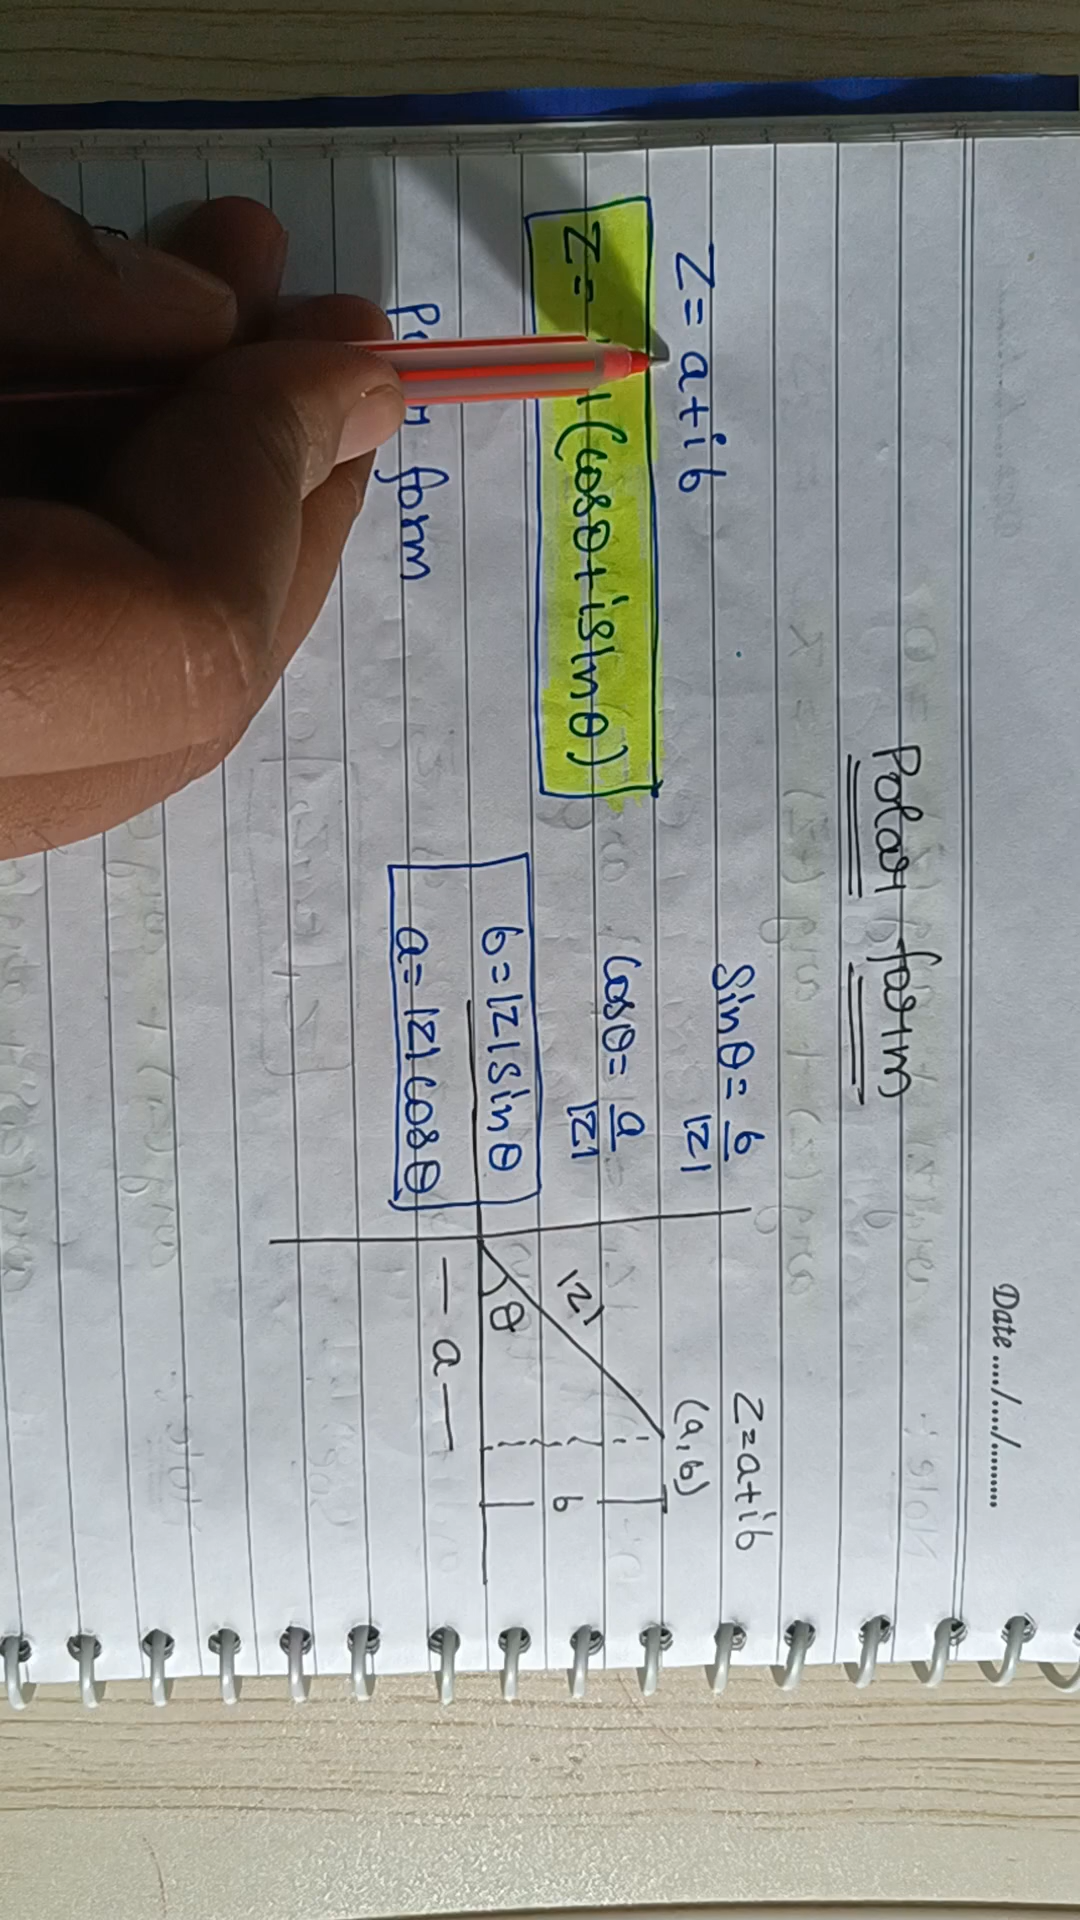 Date ..../..../.........
Polar form
Z = a+ib
Z = (cosθ+isinθ)
form
Sinθ = b/|z|
Cosθ = a/|z|
b=|z|sinθ
a=|z|cosθ
Z=a+ib
(a,b)
|z|
θ
b
— a —